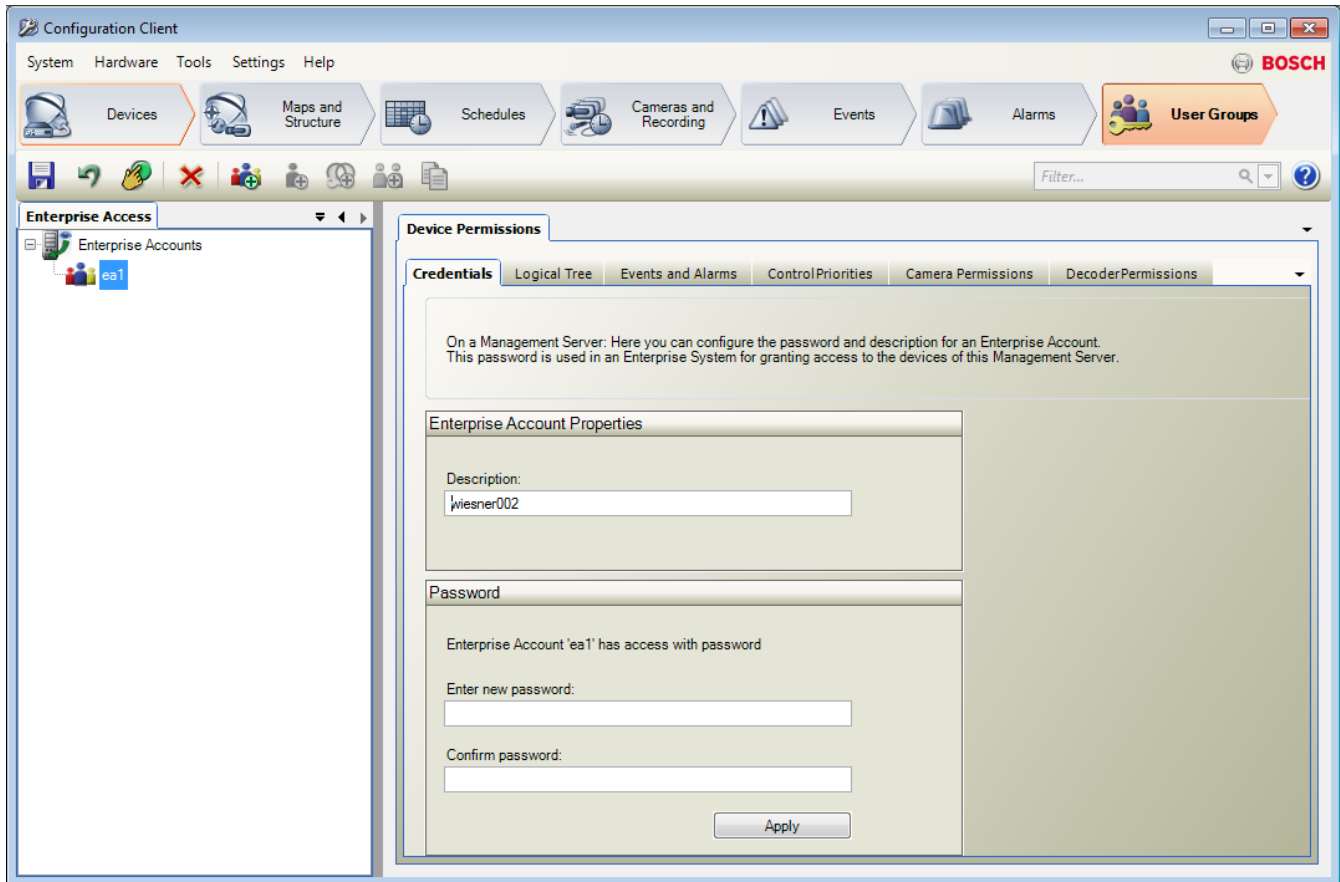 Configuration Client
System Hardware Tools Settings Help
BOSCH
Devices
Maps and
Structure
Schedules
Cameras and
Recording
Events
Alarms
User Groups
Filter...
Enterprise Access
Enterprise Accounts
ea1
Device Permissions
Credentials Logical Tree Events and Alarms ControlPriorities Camera Permissions DecoderPermissions
On a Management Server: Here you can configure the password and description for an Enterprise Account.
This password is used in an Enterprise System for granting access to the devices of this Management Server.
Enterprise Account Properties
Description:
wiesner002
Password
Enterprise Account 'ea1' has access with password
Enter new password:
Confirm password:
Apply